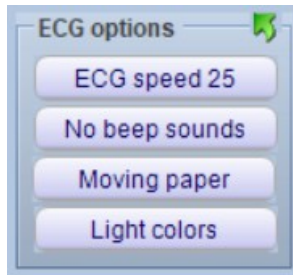 ECG options
ECG speed 25
No beep sounds
Moving paper
Light colors